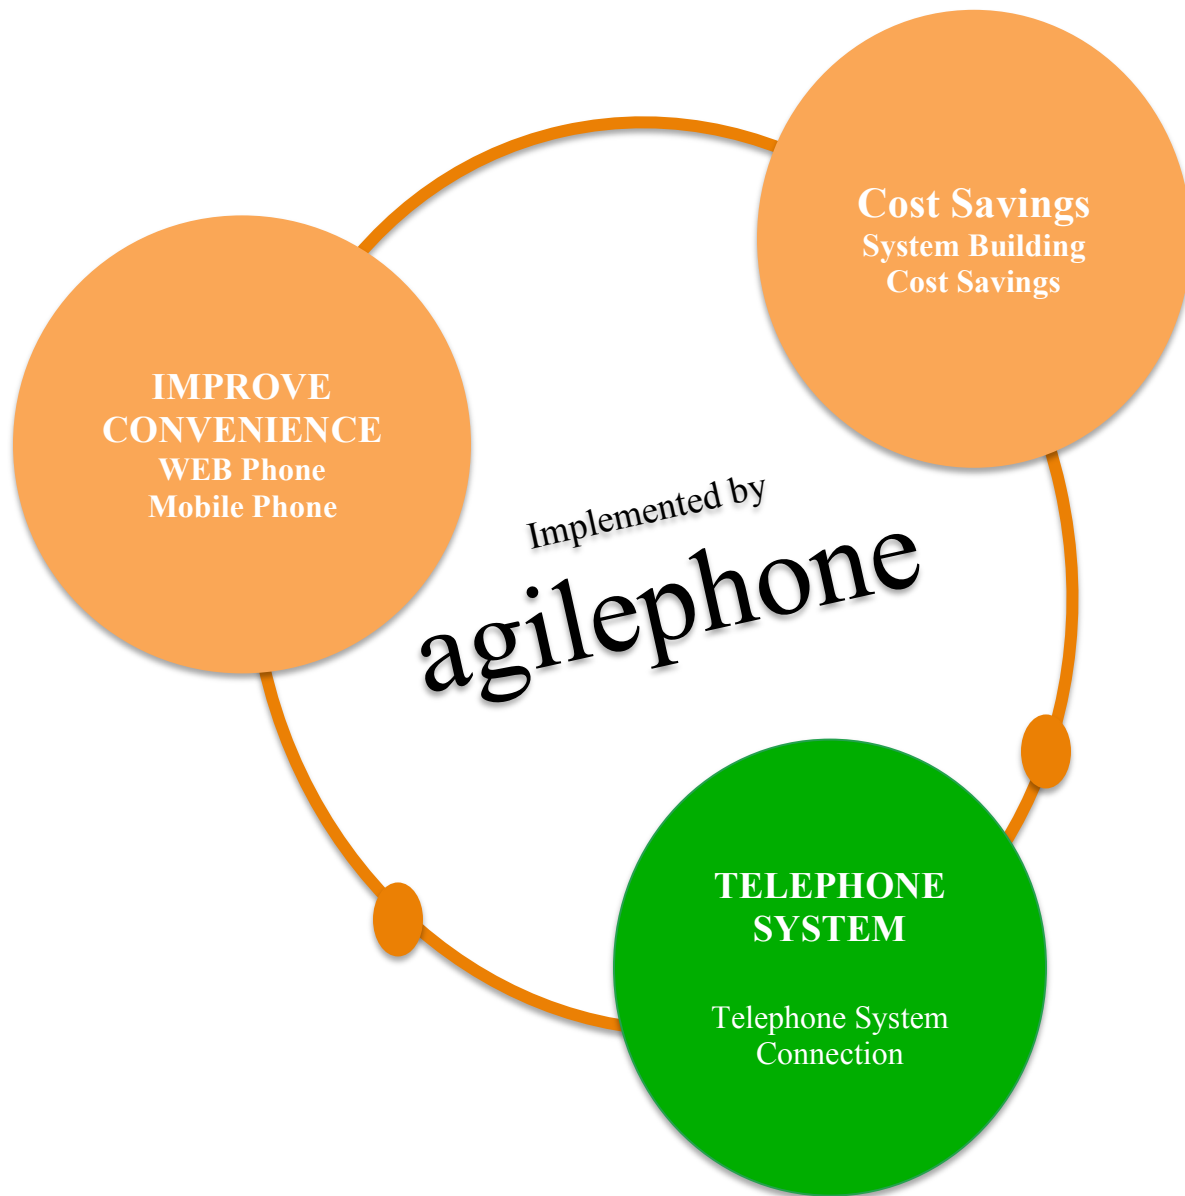 Cost Savings
System Building
Cost Savings
IMPROVE
CONVENIENCE
WEB Phone
Mobile Phone
Implemented by
agilephone
TELEPHONE
SYSTEM
Telephone System
Connection